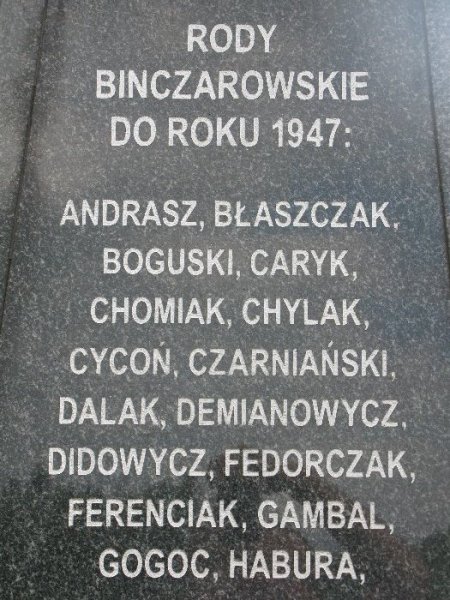 RODY
BINCZAROWSKIE
DO ROKU 1947:
ANDRASZ, BŁASZCZAK,
BOGUSKI, CARYK,
CHOMIAK, CHYLAK,
CYCOŃ, CZARNIAŃSKI,
DALAK, DEMIANOWYCZ,
DIDOWYCZ, FEDORCZAK,
FERENCIAK, GAMBAL,
GOGOC, HABURA,